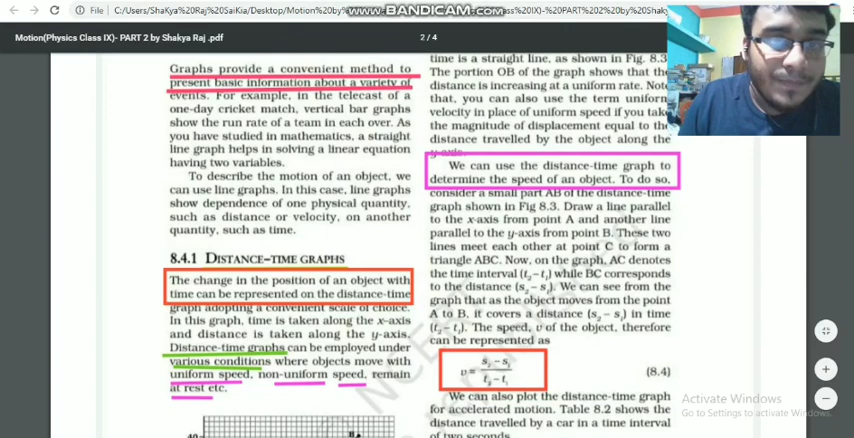 File
C:/Users/ShaKya%20Raj%20SaiKia/Desktop/Motion%20by%
WWW.BANDICAM.COM
ss%20IX)-%20PART%202%20by%20Shaky
Motion(Physics Class IX)- PART 2 by Shakya Raj .pdf
2 / 4
Graphs provide a convenient method to
present basic information about a variety of
events. For example, in the telecast of a
one-day cricket match, vertical bar graphs
show the run rate of a team in each over. As
you have studied in mathematics, a straight
line graph helps in solving a linear equation
having two variables.
To describe the motion of an object, we
can use line graphs. In this case, line graphs
show dependence of one physical quantity,
such as distance or velocity, on another
quantity, such as time.
8.4.1 DISTANCE–TIME GRAPHS
The change in the position of an object with
time can be represented on the distance-time
graph adopting a convenient scale of choice.
In this graph, time is taken along the x–axis
and distance is taken along the y-axis.
Distance-time graphs can be employed under
various conditions where objects move with
uniform speed, non-uniform speed, remain
at rest etc.
40
B
time is a straight line, as shown in Fig. 8.3
The portion OB of the graph shows that the
distance is increasing at a uniform rate. Note
that, you can also use the term uniform
velocity in place of uniform speed if you take
the magnitude of displacement equal to the
distance travelled by the object along the
y-axis.
We can use the distance-time graph to
determine the speed of an object. To do so,
consider a small part AB of the distance-time
graph shown in Fig 8.3. Draw a line parallel
to the x-axis from point A and another line
parallel to the y-axis from point B. These two
lines meet each other at point C to form a
triangle ABC. Now, on the graph, AC denotes
the time interval (t₂ – t₁) while BC corresponds
to the distance (s₂ – s₁). We can see from the
graph that as the object moves from the point
A to B, it covers a distance (s₂ – s₁) in time
(t₂ – t₁). The speed, v of the object, therefore
can be represented as
v = s₂ – s₁ / t₂ – t₁ (8.4)
We can also plot the distance-time graph
for accelerated motion. Table 8.2 shows the
distance travelled by a car in a time interval
of two seconds.
Activate Windows
Go to Settings to activate Windows.